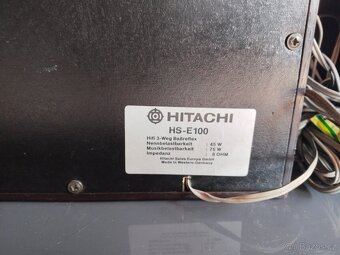 HITACHI
HS-E100
Hifi 3-Weg Baßreflex
Nennbelastbarkeit : 45 W
Musikbelastbarkeit : 75 W
Impedanz : 8 OHM
Hitachi Sales Europa GmbH
Made in Western-Germany